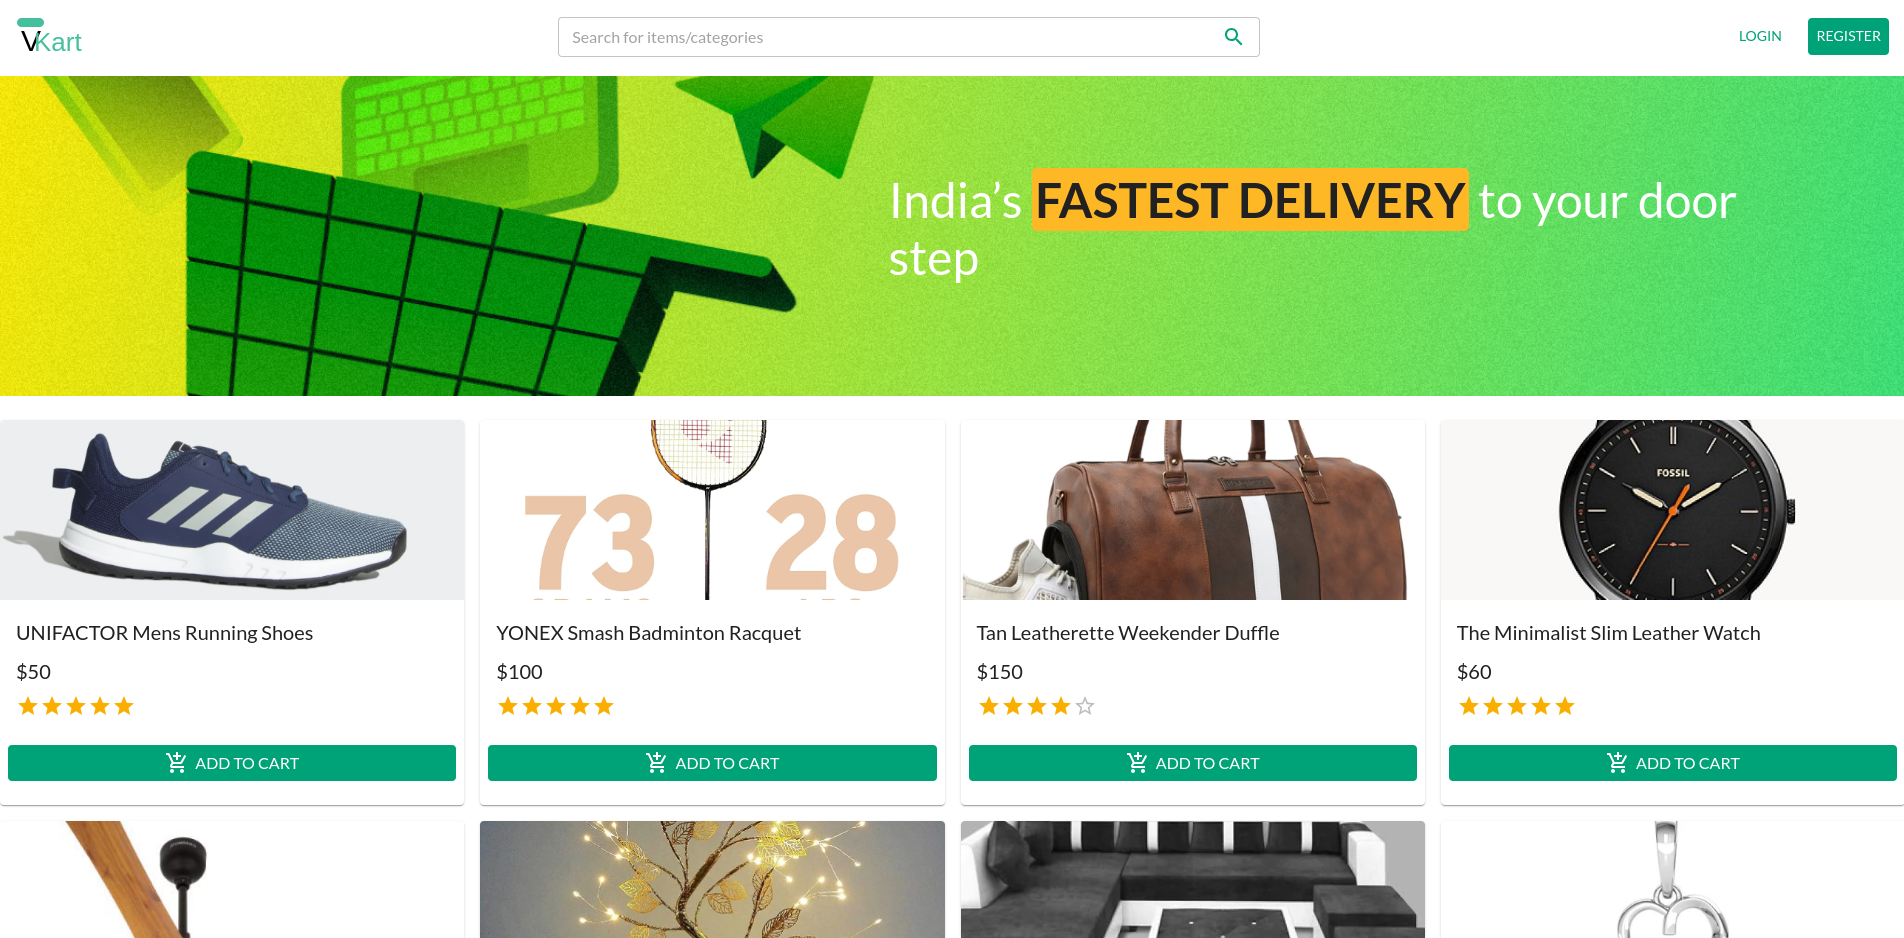 VKart
Search for items/categories
LOGIN
REGISTER
India's FASTEST DELIVERY to your door
step
73
28
FOSSIL
UNIFACTOR Mens Running Shoes
$50
ADD TO CART
YONEX Smash Badminton Racquet
$100
ADD TO CART
Tan Leatherette Weekender Duffle
$150
ADD TO CART
The Minimalist Slim Leather Watch
$60
ADD TO CART